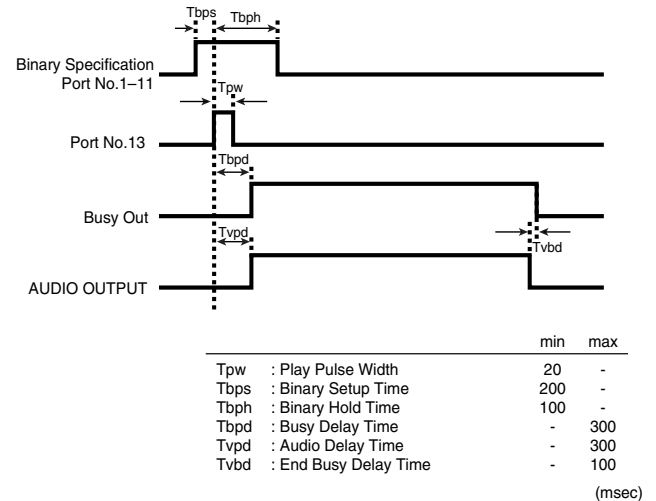 Tbps Tbph
Binary Specification
Port No.1–11
Tpw
Port No.13
Tbpd
Busy Out
Tvpd
Tvbd
AUDIO OUTPUT
min max
Tpw : Play Pulse Width 20 -
Tbps : Binary Setup Time 200 -
Tbph : Binary Hold Time 100 -
Tbpd : Busy Delay Time - 300
Tvpd : Audio Delay Time - 300
Tvbd : End Busy Delay Time - 100
(msec)